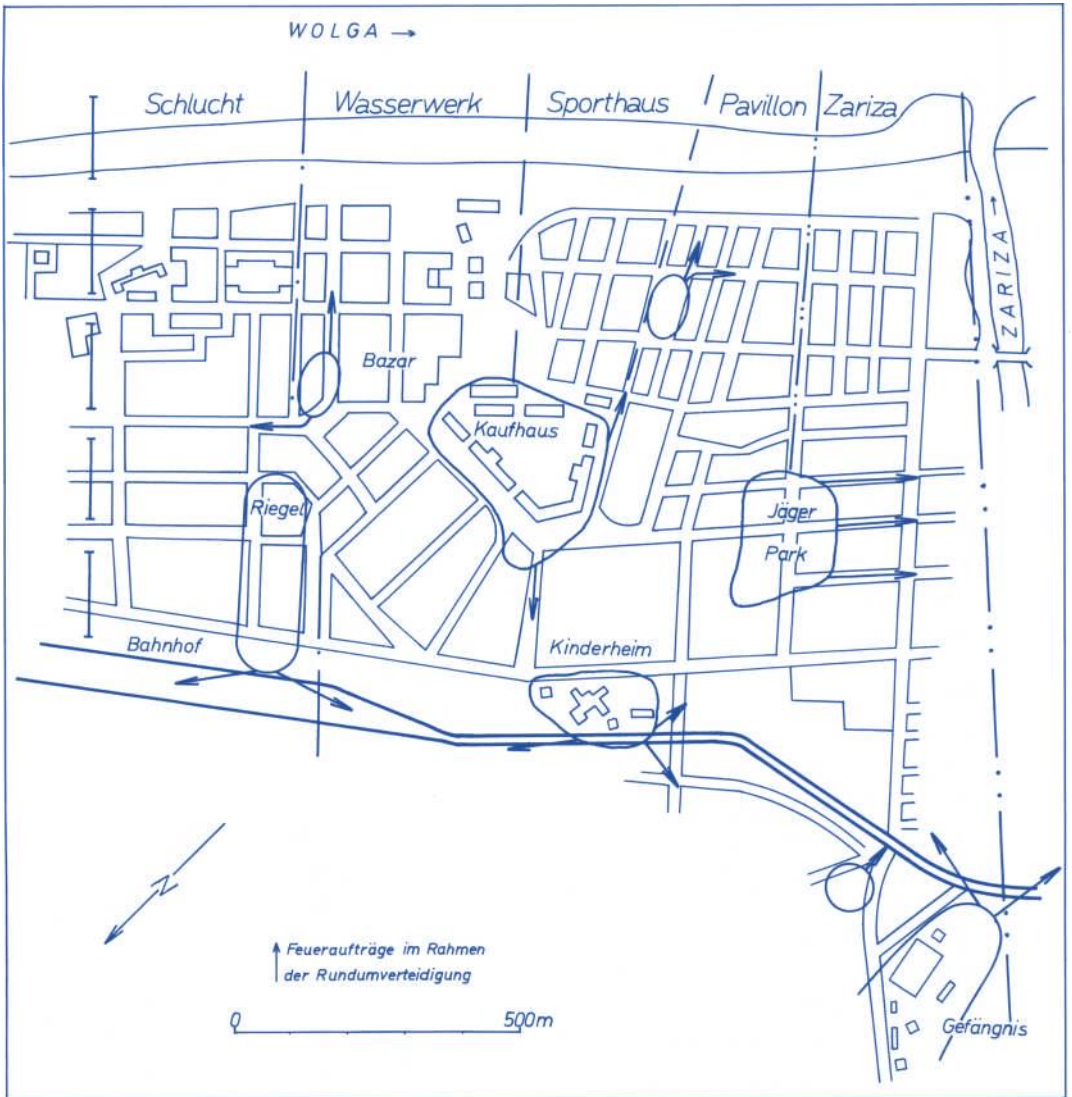 WOLGA →
Schlucht
Wasserwerk
Sporthaus
Pavillon
Zariza
ZARIZA →
Bazar
Kaufhaus
Riegel
Jäger
Park
Bahnhof
Kinderheim
N
Feueraufträge im Rahmen
der Rundumverteidigung
0
500m
Gefängnis